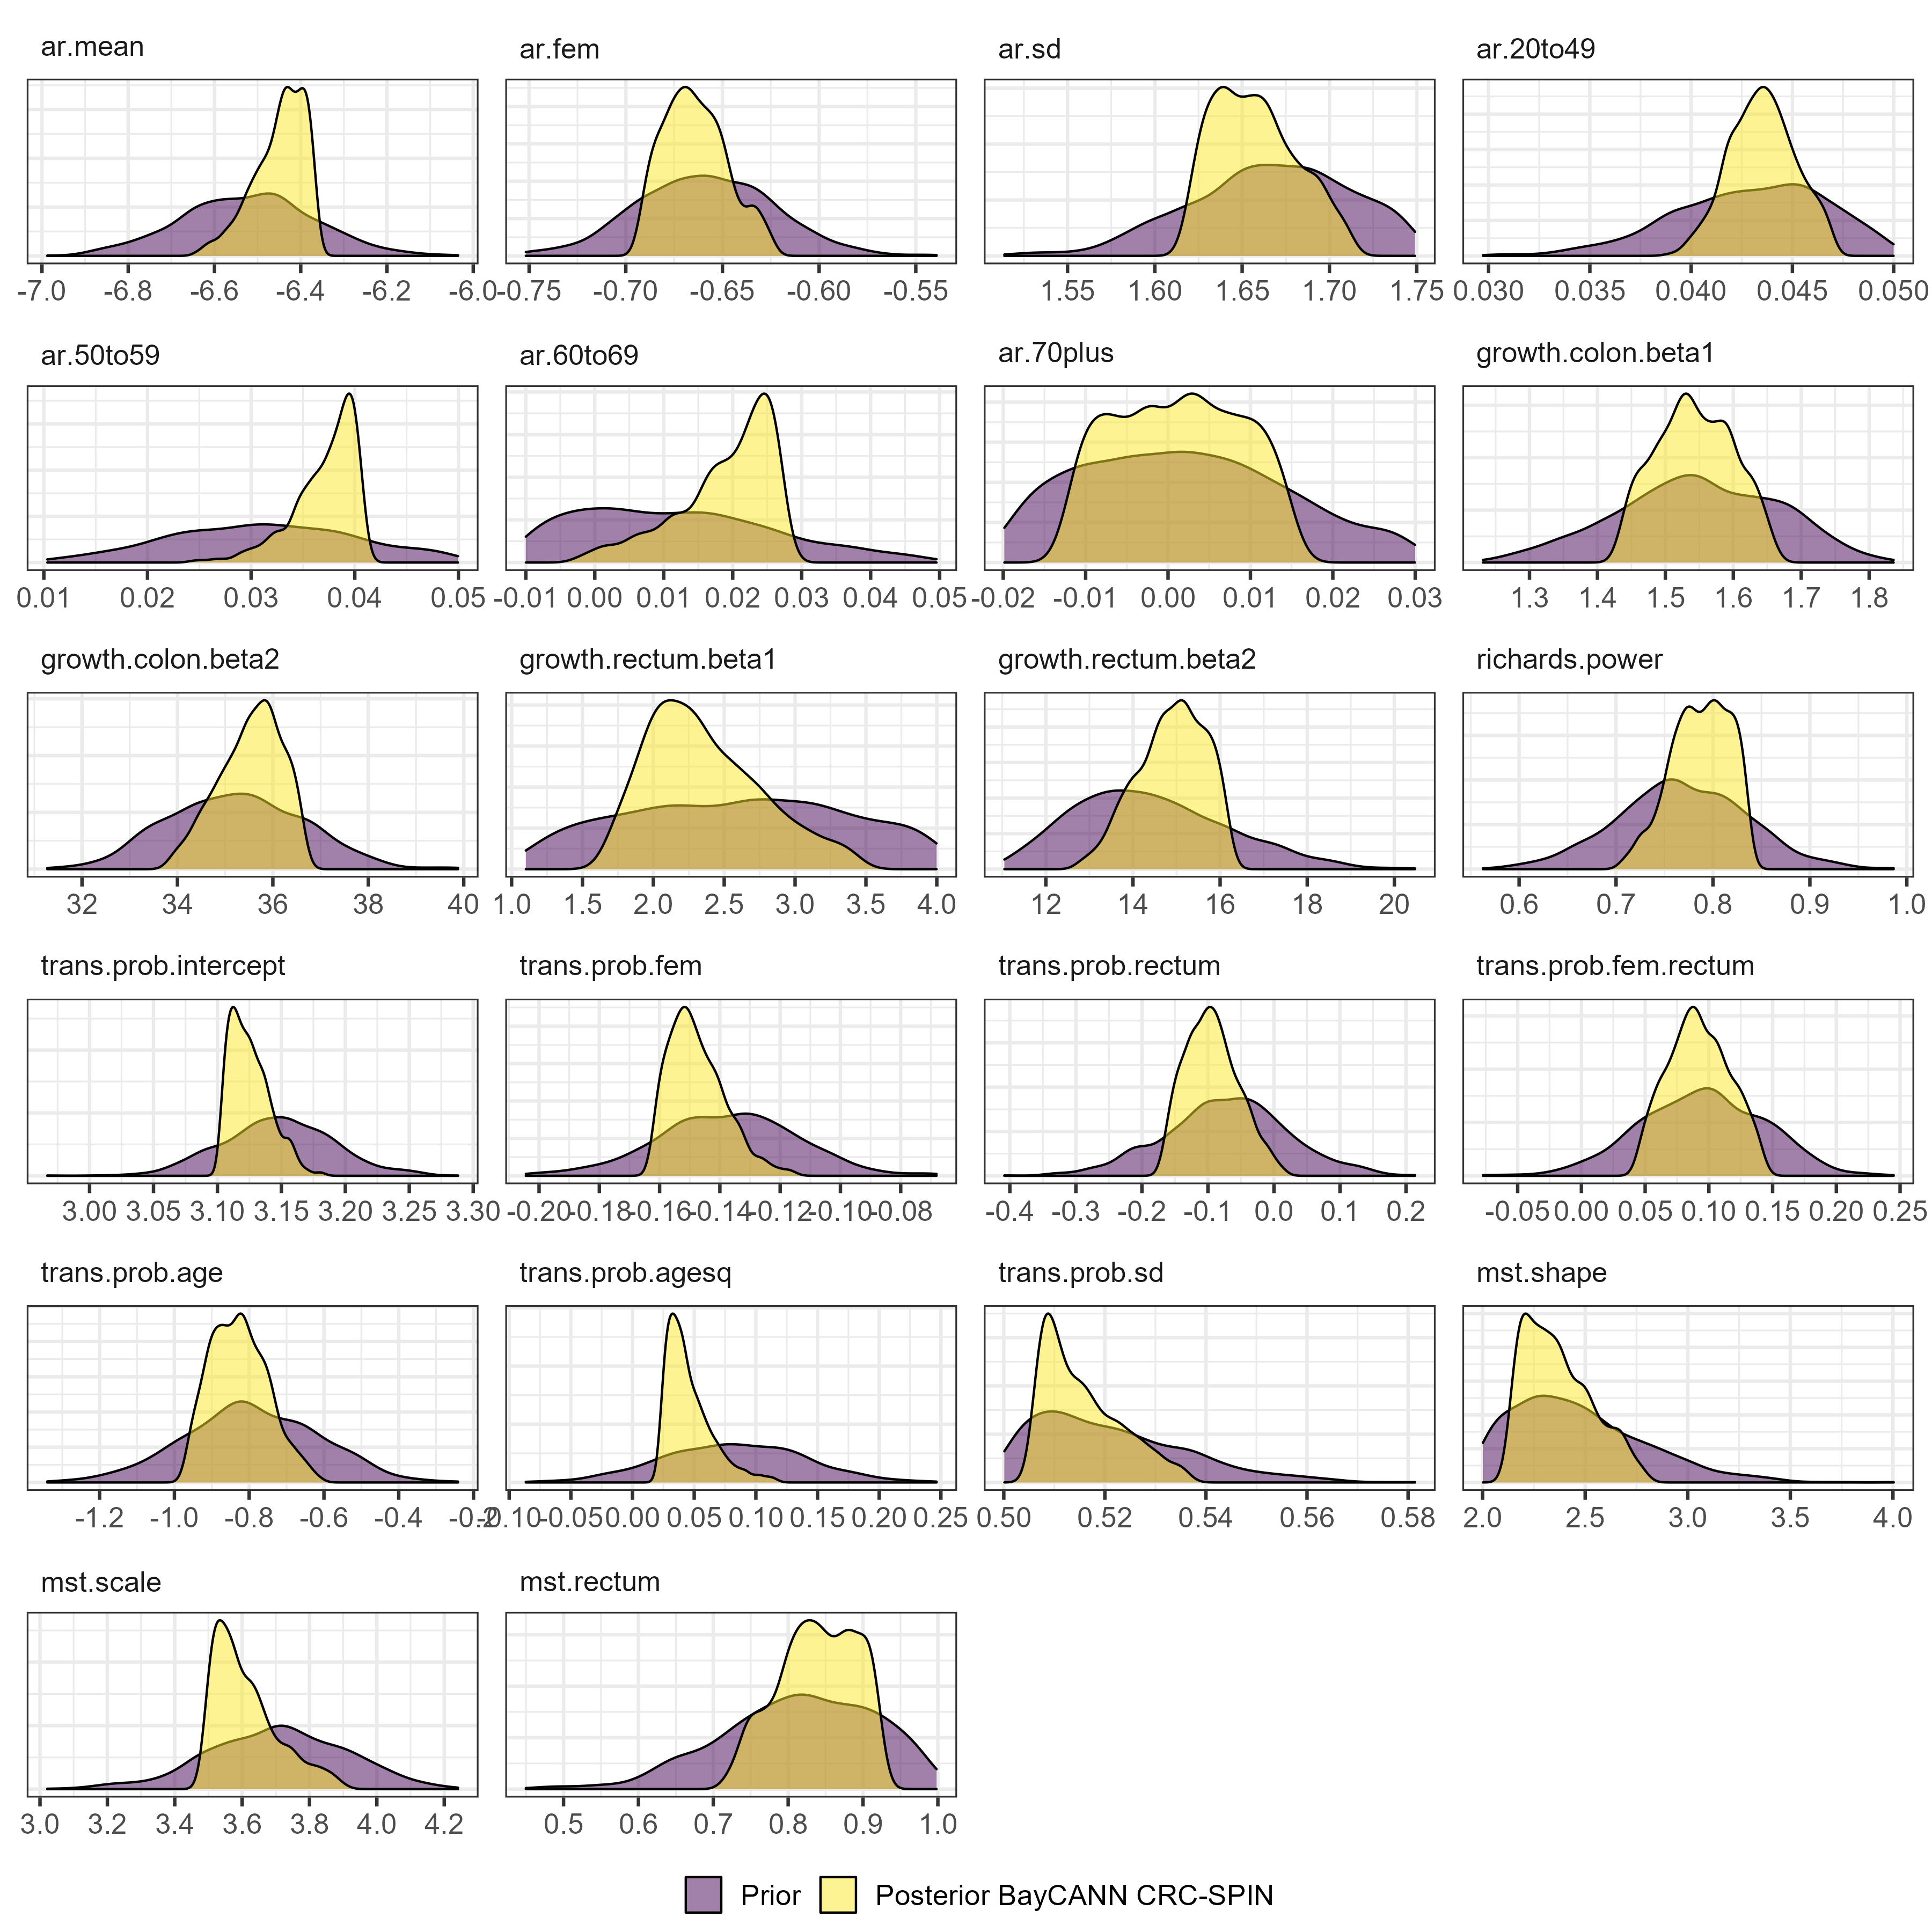 ar.mean ar.fem ar.sd ar.20to49
-7.0 -6.8 -6.6 -6.4 -6.2 -6.0 -0.75 -0.70 -0.65 -0.60 -0.55 1.55 1.60 1.65 1.70 1.75 0.030 0.035 0.040 0.045 0.050
ar.50to59 ar.60to69 ar.70plus growth.colon.beta1
0.01 0.02 0.03 0.04 0.05 -0.01 0.00 0.01 0.02 0.03 0.04 0.05 -0.02 -0.01 0.00 0.01 0.02 0.03 1.3 1.4 1.5 1.6 1.7 1.8
growth.colon.beta2 growth.rectum.beta1 growth.rectum.beta2 richards.power
32 34 36 38 40 1.0 1.5 2.0 2.5 3.0 3.5 4.0 12 14 16 18 20 0.6 0.7 0.8 0.9 1.0
trans.prob.intercept trans.prob.fem trans.prob.rectum trans.prob.fem.rectum
3.00 3.05 3.10 3.15 3.20 3.25 3.30 -0.20 -0.18 -0.16 -0.14 -0.12 -0.10 -0.08 -0.4 -0.3 -0.2 -0.1 0.0 0.1 0.2 -0.05 0.00 0.05 0.10 0.15 0.20 0.25
trans.prob.age trans.prob.agesq trans.prob.sd mst.shape
-1.2 -1.0 -0.8 -0.6 -0.4 -0.2 -0.10 -0.05 0.00 0.05 0.10 0.15 0.20 0.25 0.50 0.52 0.54 0.56 0.58 2.0 2.5 3.0 3.5 4.0
mst.scale mst.rectum
3.0 3.2 3.4 3.6 3.8 4.0 4.2 0.5 0.6 0.7 0.8 0.9 1.0
Prior Posterior BayCANN CRC-SPIN